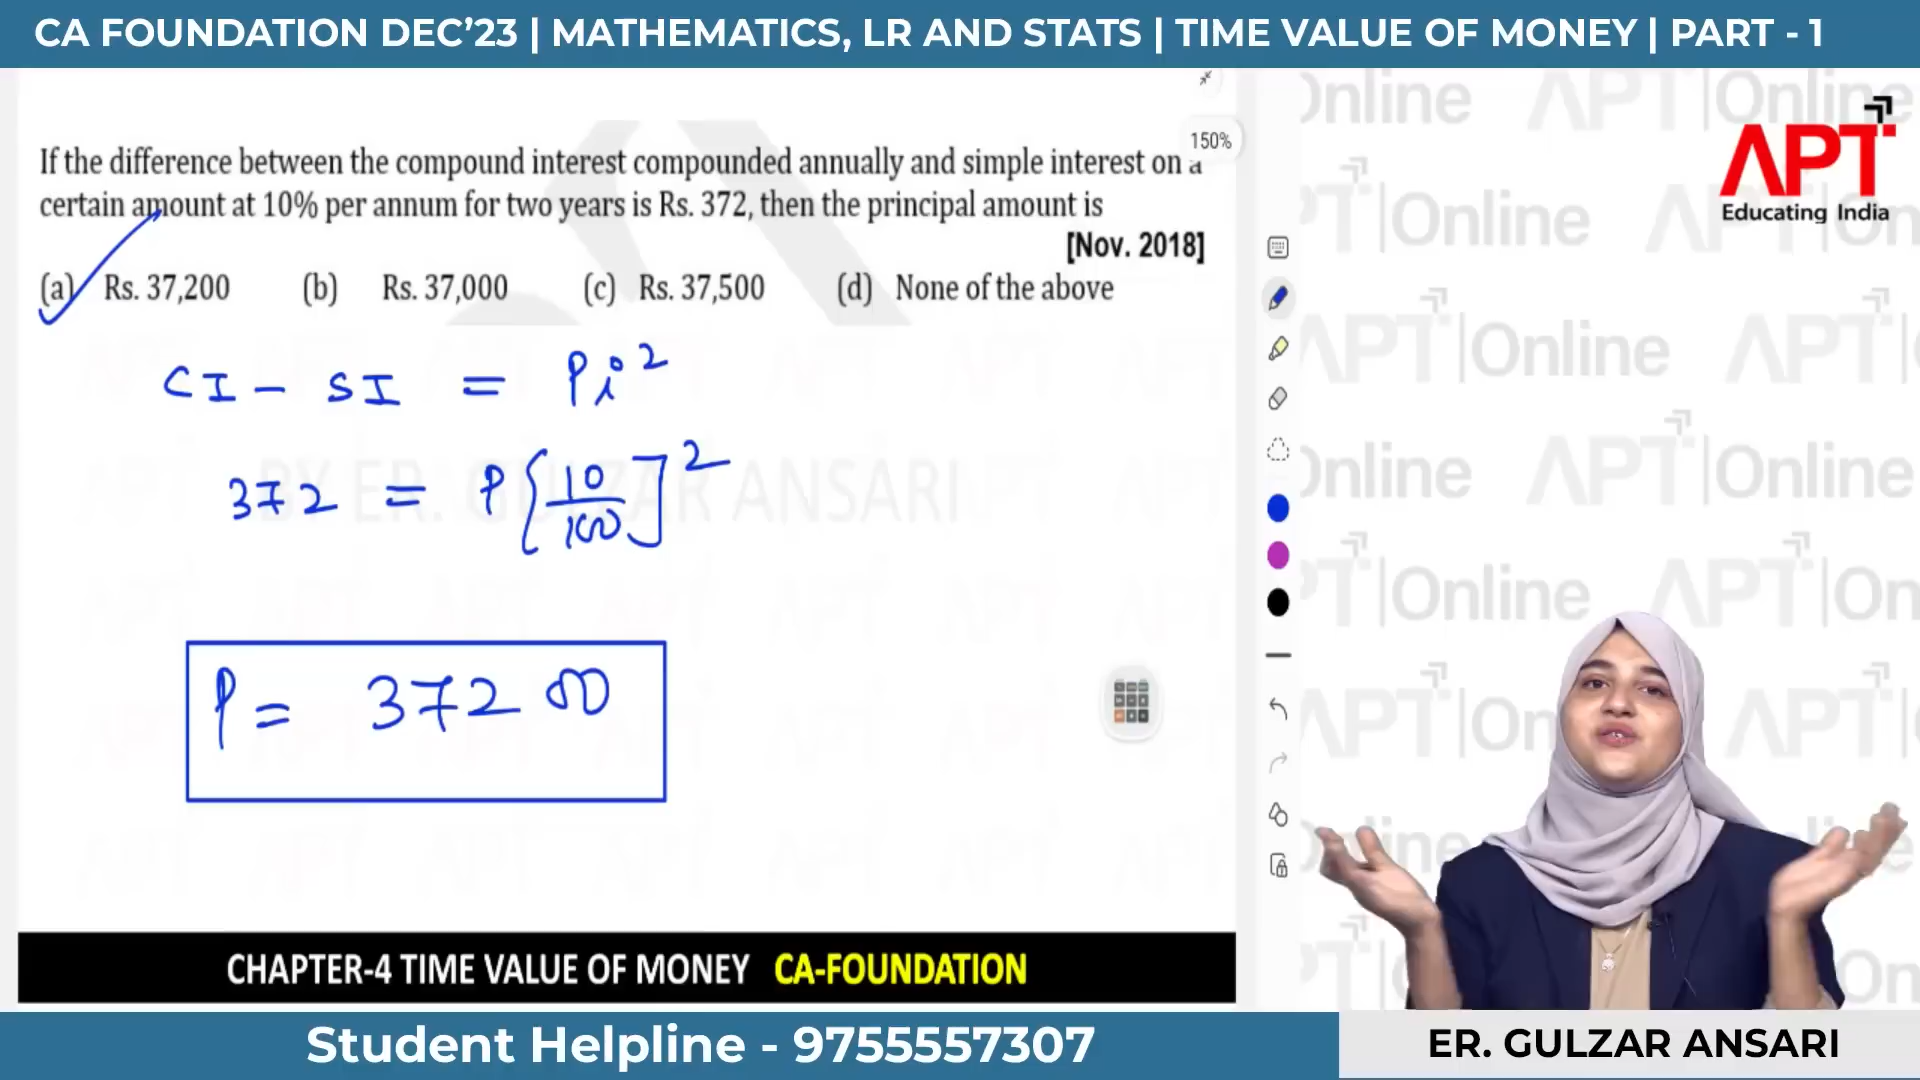 CA FOUNDATION DEC’23 | MATHEMATICS, LR AND STATS | TIME VALUE OF MONEY | PART - 1
150%
If the difference between the compound interest compounded annually and simple interest on a
certain amount at 10% per annum for two years is Rs. 372, then the principal amount is
[Nov. 2018]
(a) Rs. 37,200 (b) Rs. 37,000 (c) Rs. 37,500 (d) None of the above
CI - SI = Pi²
372 = P[10/100]²
P = 37200
BY ER. GULZAR ANSARI
APT
Educating India
APT|Online
CHAPTER-4 TIME VALUE OF MONEY CA-FOUNDATION
Student Helpline - 9755557307
ER. GULZAR ANSARI